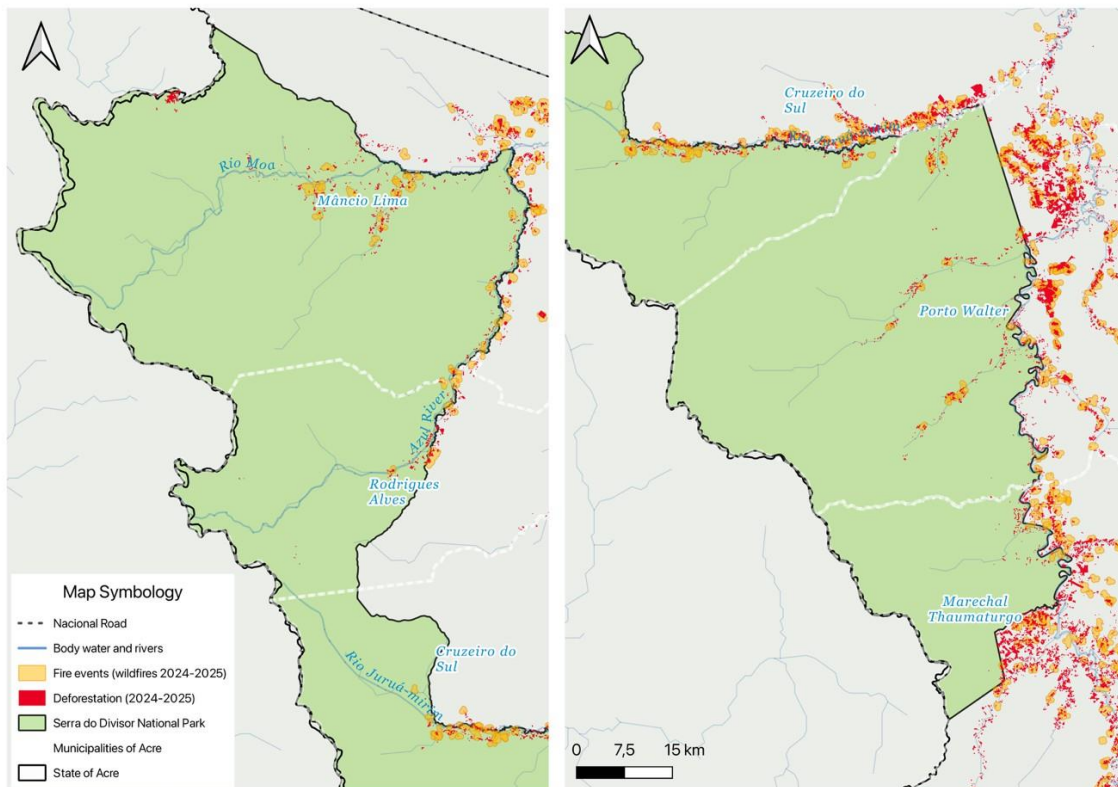 Rio Moa
Mâncio Lima
Azul River
Rodrigues
Alves
Cruzeiro do
Sul
Rio Juruá-mirim
Map Symbology
Nacional Road
Body water and rivers
Fire events (wildfires 2024-2025)
Deforestation (2024-2025)
Serra do Divisor National Park
Municipalities of Acre
State of Acre
Cruzeiro do
Sul
Porto Walter
Marechal
Thaumaturgo
0 7,5 15 km